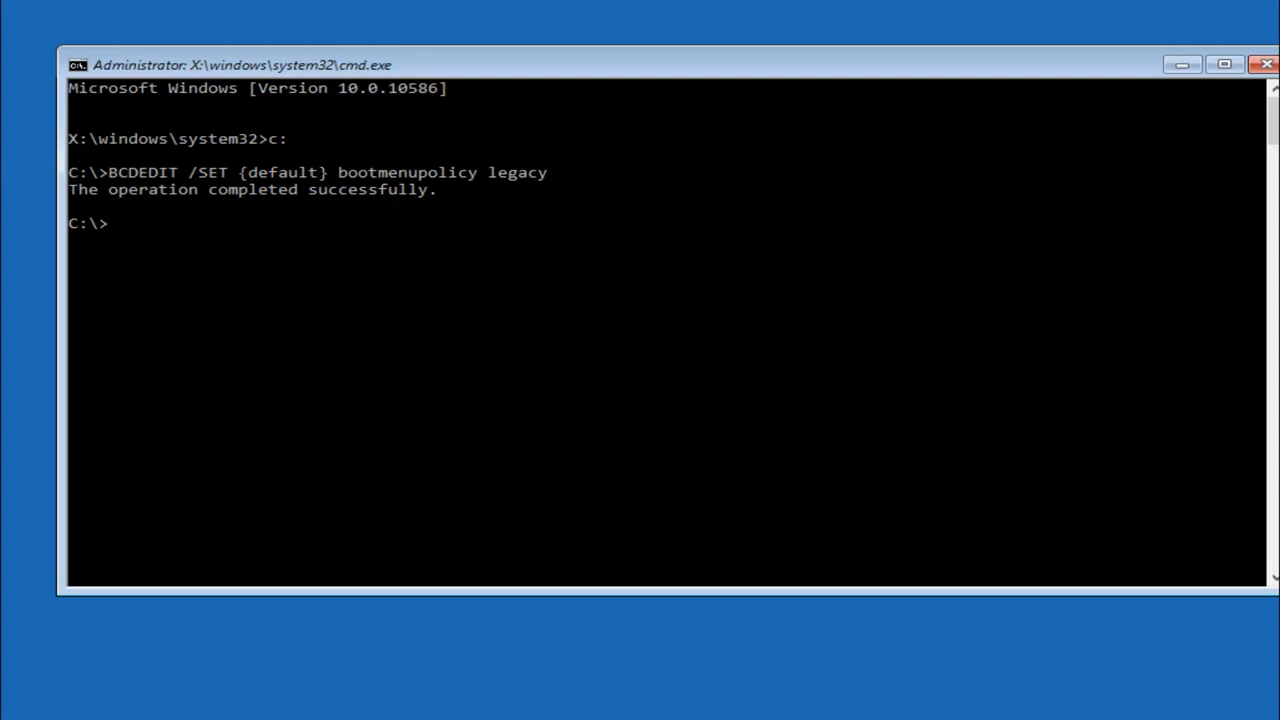 Administrator: X:\windows\system32\cmd.exe
Microsoft Windows [Version 10.0.10586]
X:\windows\system32>c:
C:\>BCDEDIT /SET {default} bootmenupolicy legacy
The operation completed successfully.
C:\>